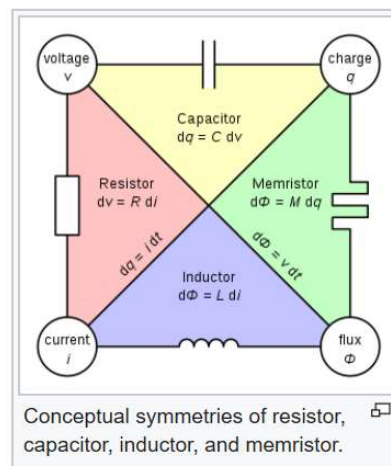 voltage
v
charge
q
Capacitor
dq = C dv
Resistor
dv = R di
Memristor
dΦ = M dq
dq = i dt
dΦ = v dt
Inductor
dΦ = L di
current
i
flux
Φ
Conceptual symmetries of resistor,
capacitor, inductor, and memristor.